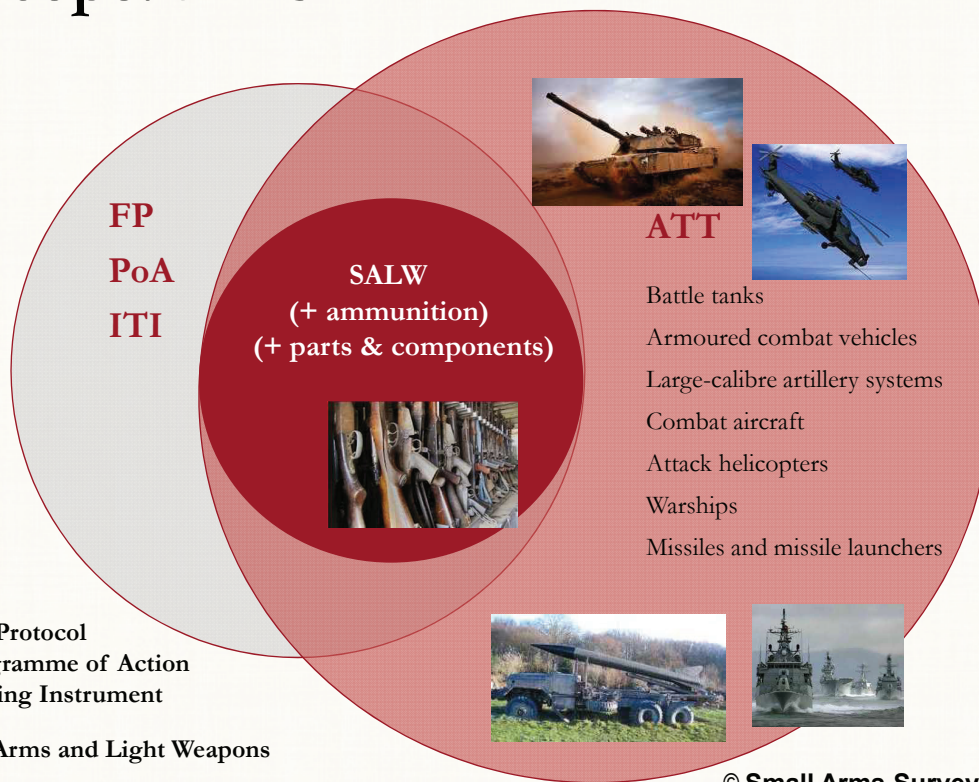 FP
PoA
ITI
SALW
(+ ammunition)
(+ parts & components)
ATT
Battle tanks
Armoured combat vehicles
Large-calibre artillery systems
Combat aircraft
Attack helicopters
Warships
Missiles and missile launchers
Protocol
gramme of Action
ing Instrument
Arms and Light Weapons
© Small Arms Survey